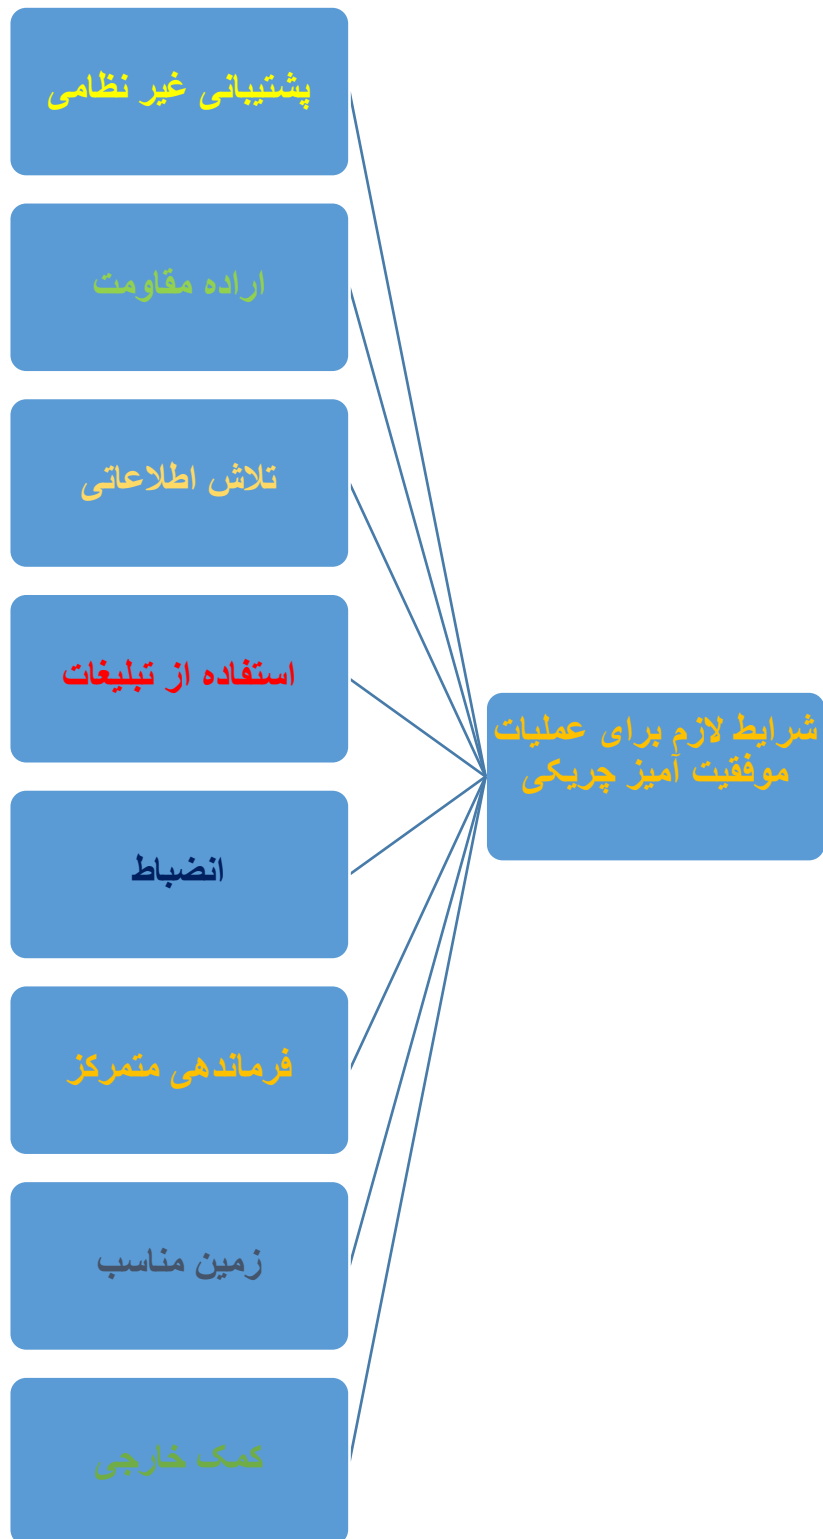 شرایط لازم برای عملیات
موفقیت آمیز چریکی
پشتیبانی غیر نظامی
اراده مقاومت
تلاش اطلاعاتی
استفاده از تبلیغات
انضباط
فرماندهی متمرکز
زمین مناسب
کمک خارجی